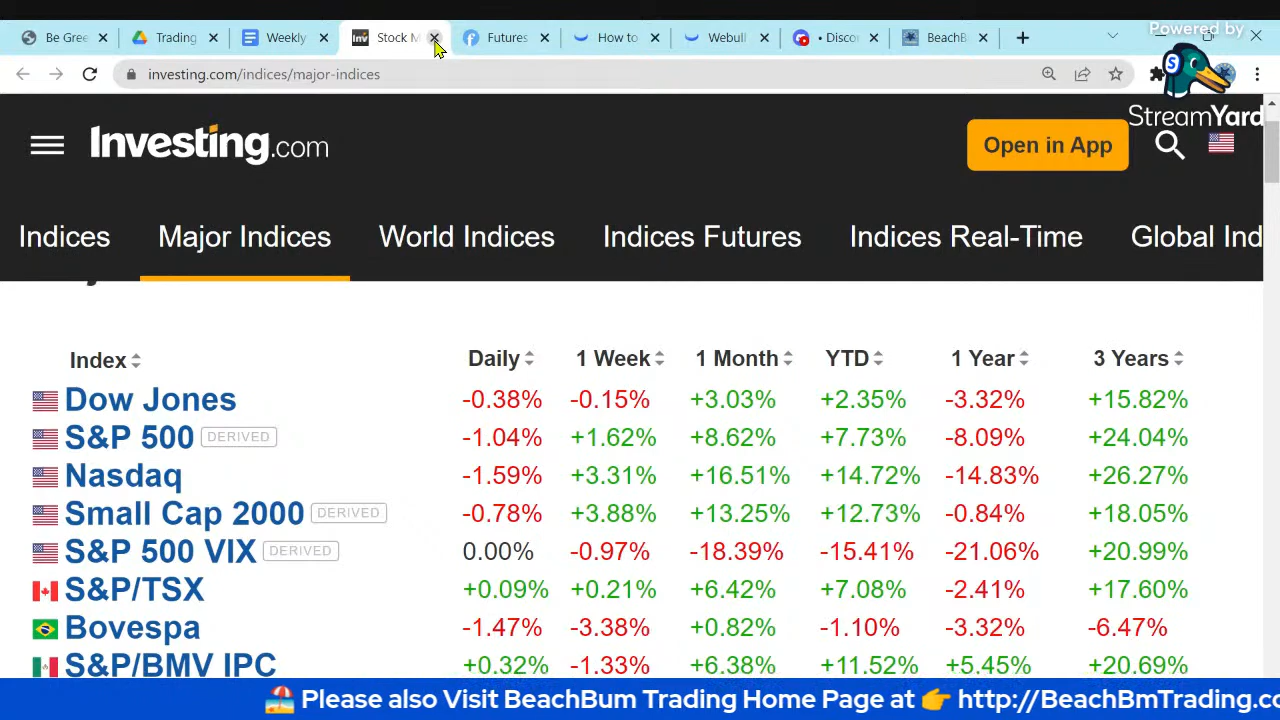 Powered by
Be Gree
Trading
Weekly
Stock M
Futures
How to
Webull
• Discor
BeachB
investing.com/indices/major-indices
StreamYard
Investing.com
Open in App
Indices
Major Indices
World Indices
Indices Futures
Indices Real-Time
Global Ind
Index Daily 1 Week 1 Month YTD 1 Year 3 Years
Dow Jones -0.38% -0.15% +3.03% +2.35% -3.32% +15.82%
S&P 500 DERIVED -1.04% +1.62% +8.62% +7.73% -8.09% +24.04%
Nasdaq -1.59% +3.31% +16.51% +14.72% -14.83% +26.27%
Small Cap 2000 DERIVED -0.78% +3.88% +13.25% +12.73% -0.84% +18.05%
S&P 500 VIX DERIVED 0.00% -0.97% -18.39% -15.41% -21.06% +20.99%
S&P/TSX +0.09% +0.21% +6.42% +7.08% -2.41% +17.60%
Bovespa -1.47% -3.38% +0.82% -1.10% -3.32% -6.47%
S&P/BMV IPC +0.32% -1.33% +6.38% +11.52% +5.45% +20.69%
🏖️ Please also Visit BeachBum Trading Home Page at 👉 http://BeachBmTrading.co